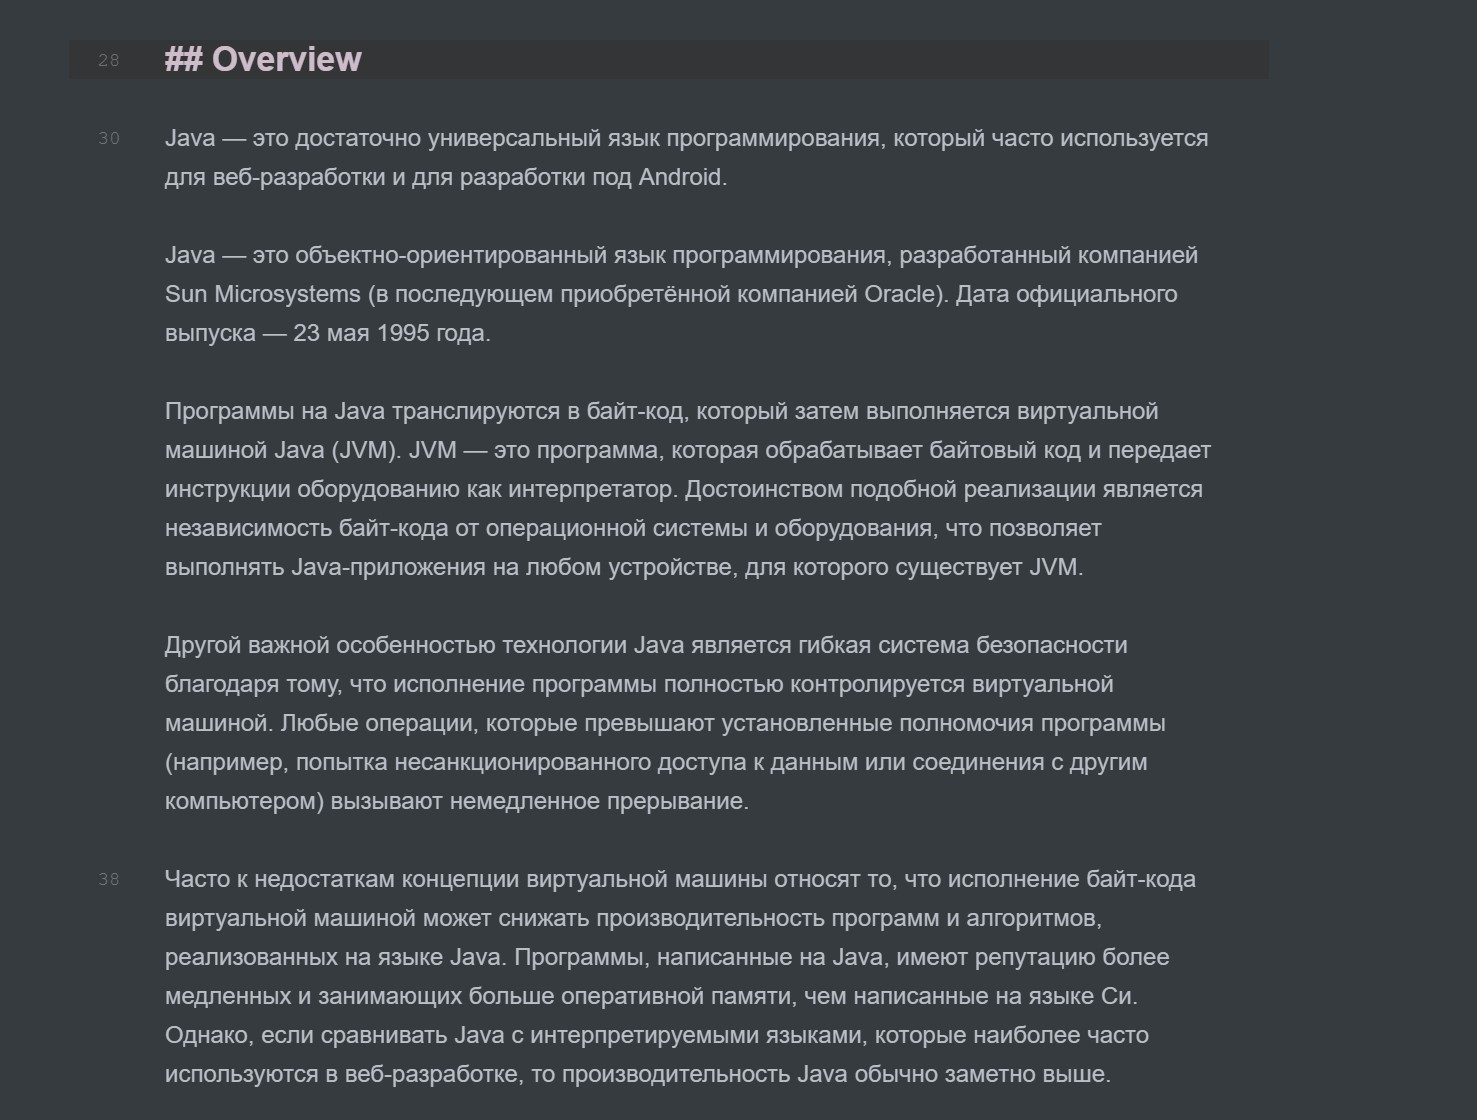 28 ## Overview
30 Java — это достаточно универсальный язык программирования, который часто используется
для веб-разработки и для разработки под Android.
Java — это объектно-ориентированный язык программирования, разработанный компанией
Sun Microsystems (в последующем приобретённой компанией Oracle). Дата официального
выпуска — 23 мая 1995 года.
Программы на Java транслируются в байт-код, который затем выполняется виртуальной
машиной Java (JVM). JVM — это программа, которая обрабатывает байтовый код и передает
инструкции оборудованию как интерпретатор. Достоинством подобной реализации является
независимость байт-кода от операционной системы и оборудования, что позволяет
выполнять Java-приложения на любом устройстве, для которого существует JVM.
Другой важной особенностью технологии Java является гибкая система безопасности
благодаря тому, что исполнение программы полностью контролируется виртуальной
машиной. Любые операции, которые превышают установленные полномочия программы
(например, попытка несанкционированного доступа к данным или соединения с другим
компьютером) вызывают немедленное прерывание.
38 Часто к недостаткам концепции виртуальной машины относят то, что исполнение байт-кода
виртуальной машиной может снижать производительность программ и алгоритмов,
реализованных на языке Java. Программы, написанные на Java, имеют репутацию более
медленных и занимающих больше оперативной памяти, чем написанные на языке Си.
Однако, если сравнивать Java с интерпретируемыми языками, которые наиболее часто
используются в веб-разработке, то производительность Java обычно заметно выше.